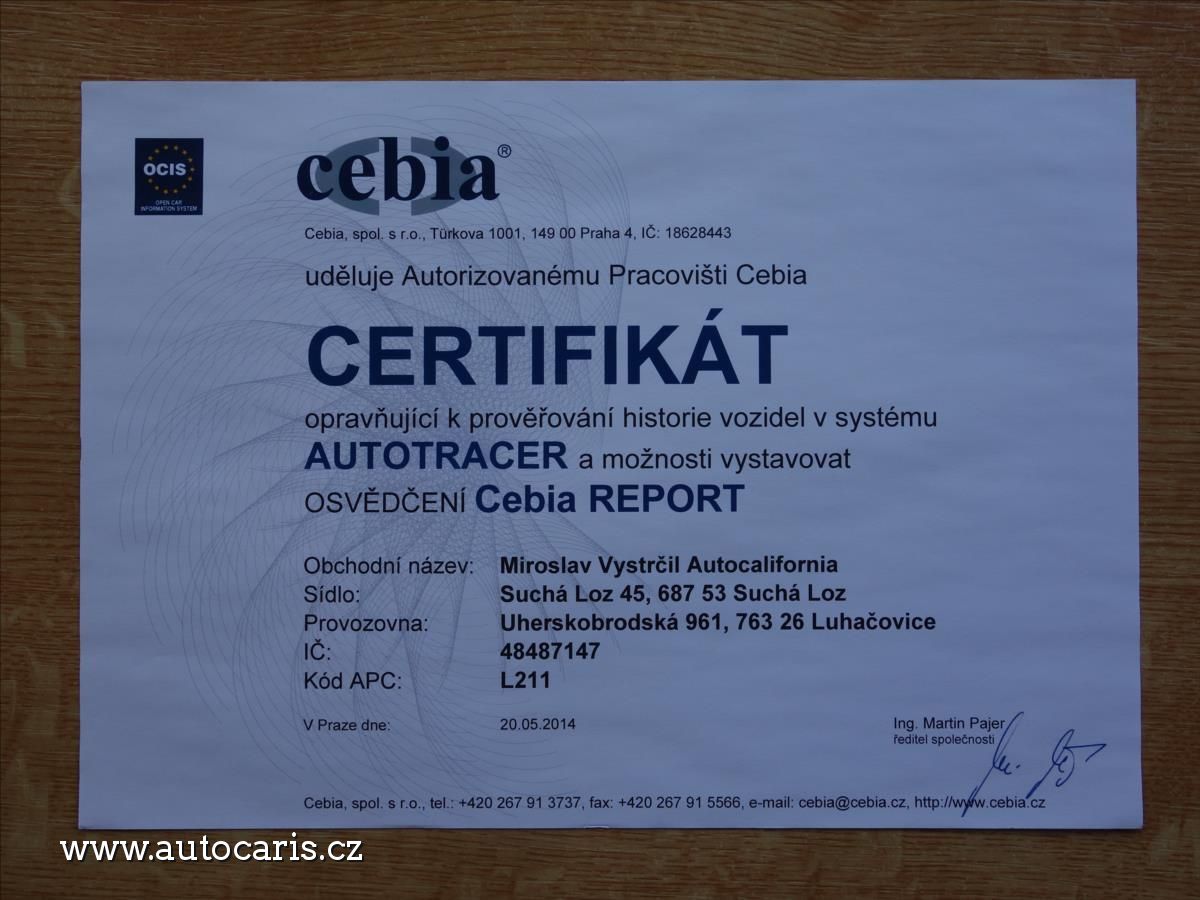 OCIS
OPEN CAR
INFORMATION SYSTEM
cebia®
Cebia, spol. s r.o., Türkova 1001, 149 00 Praha 4, IČ: 18628443
uděluje Autorizovanému Pracovišti Cebia
CERTIFIKÁT
opravňující k prověřování historie vozidel v systému
AUTOTRACER a možnosti vystavovat
OSVĚDČENÍ Cebia REPORT
Obchodní název: Miroslav Vystrčil Autocalifornia
Sídlo: Suchá Loz 45, 687 53 Suchá Loz
Provozovna: Uherskobrodská 961, 763 26 Luhačovice
IČ: 48487147
Kód APC: L211
V Praze dne: 20.05.2014
Ing. Martin Pajer
ředitel společnosti
Cebia, spol. s r.o., tel.: +420 267 91 3737, fax: +420 267 91 5566, e-mail: cebia@cebia.cz, http://www.cebia.cz
www.autocaris.cz